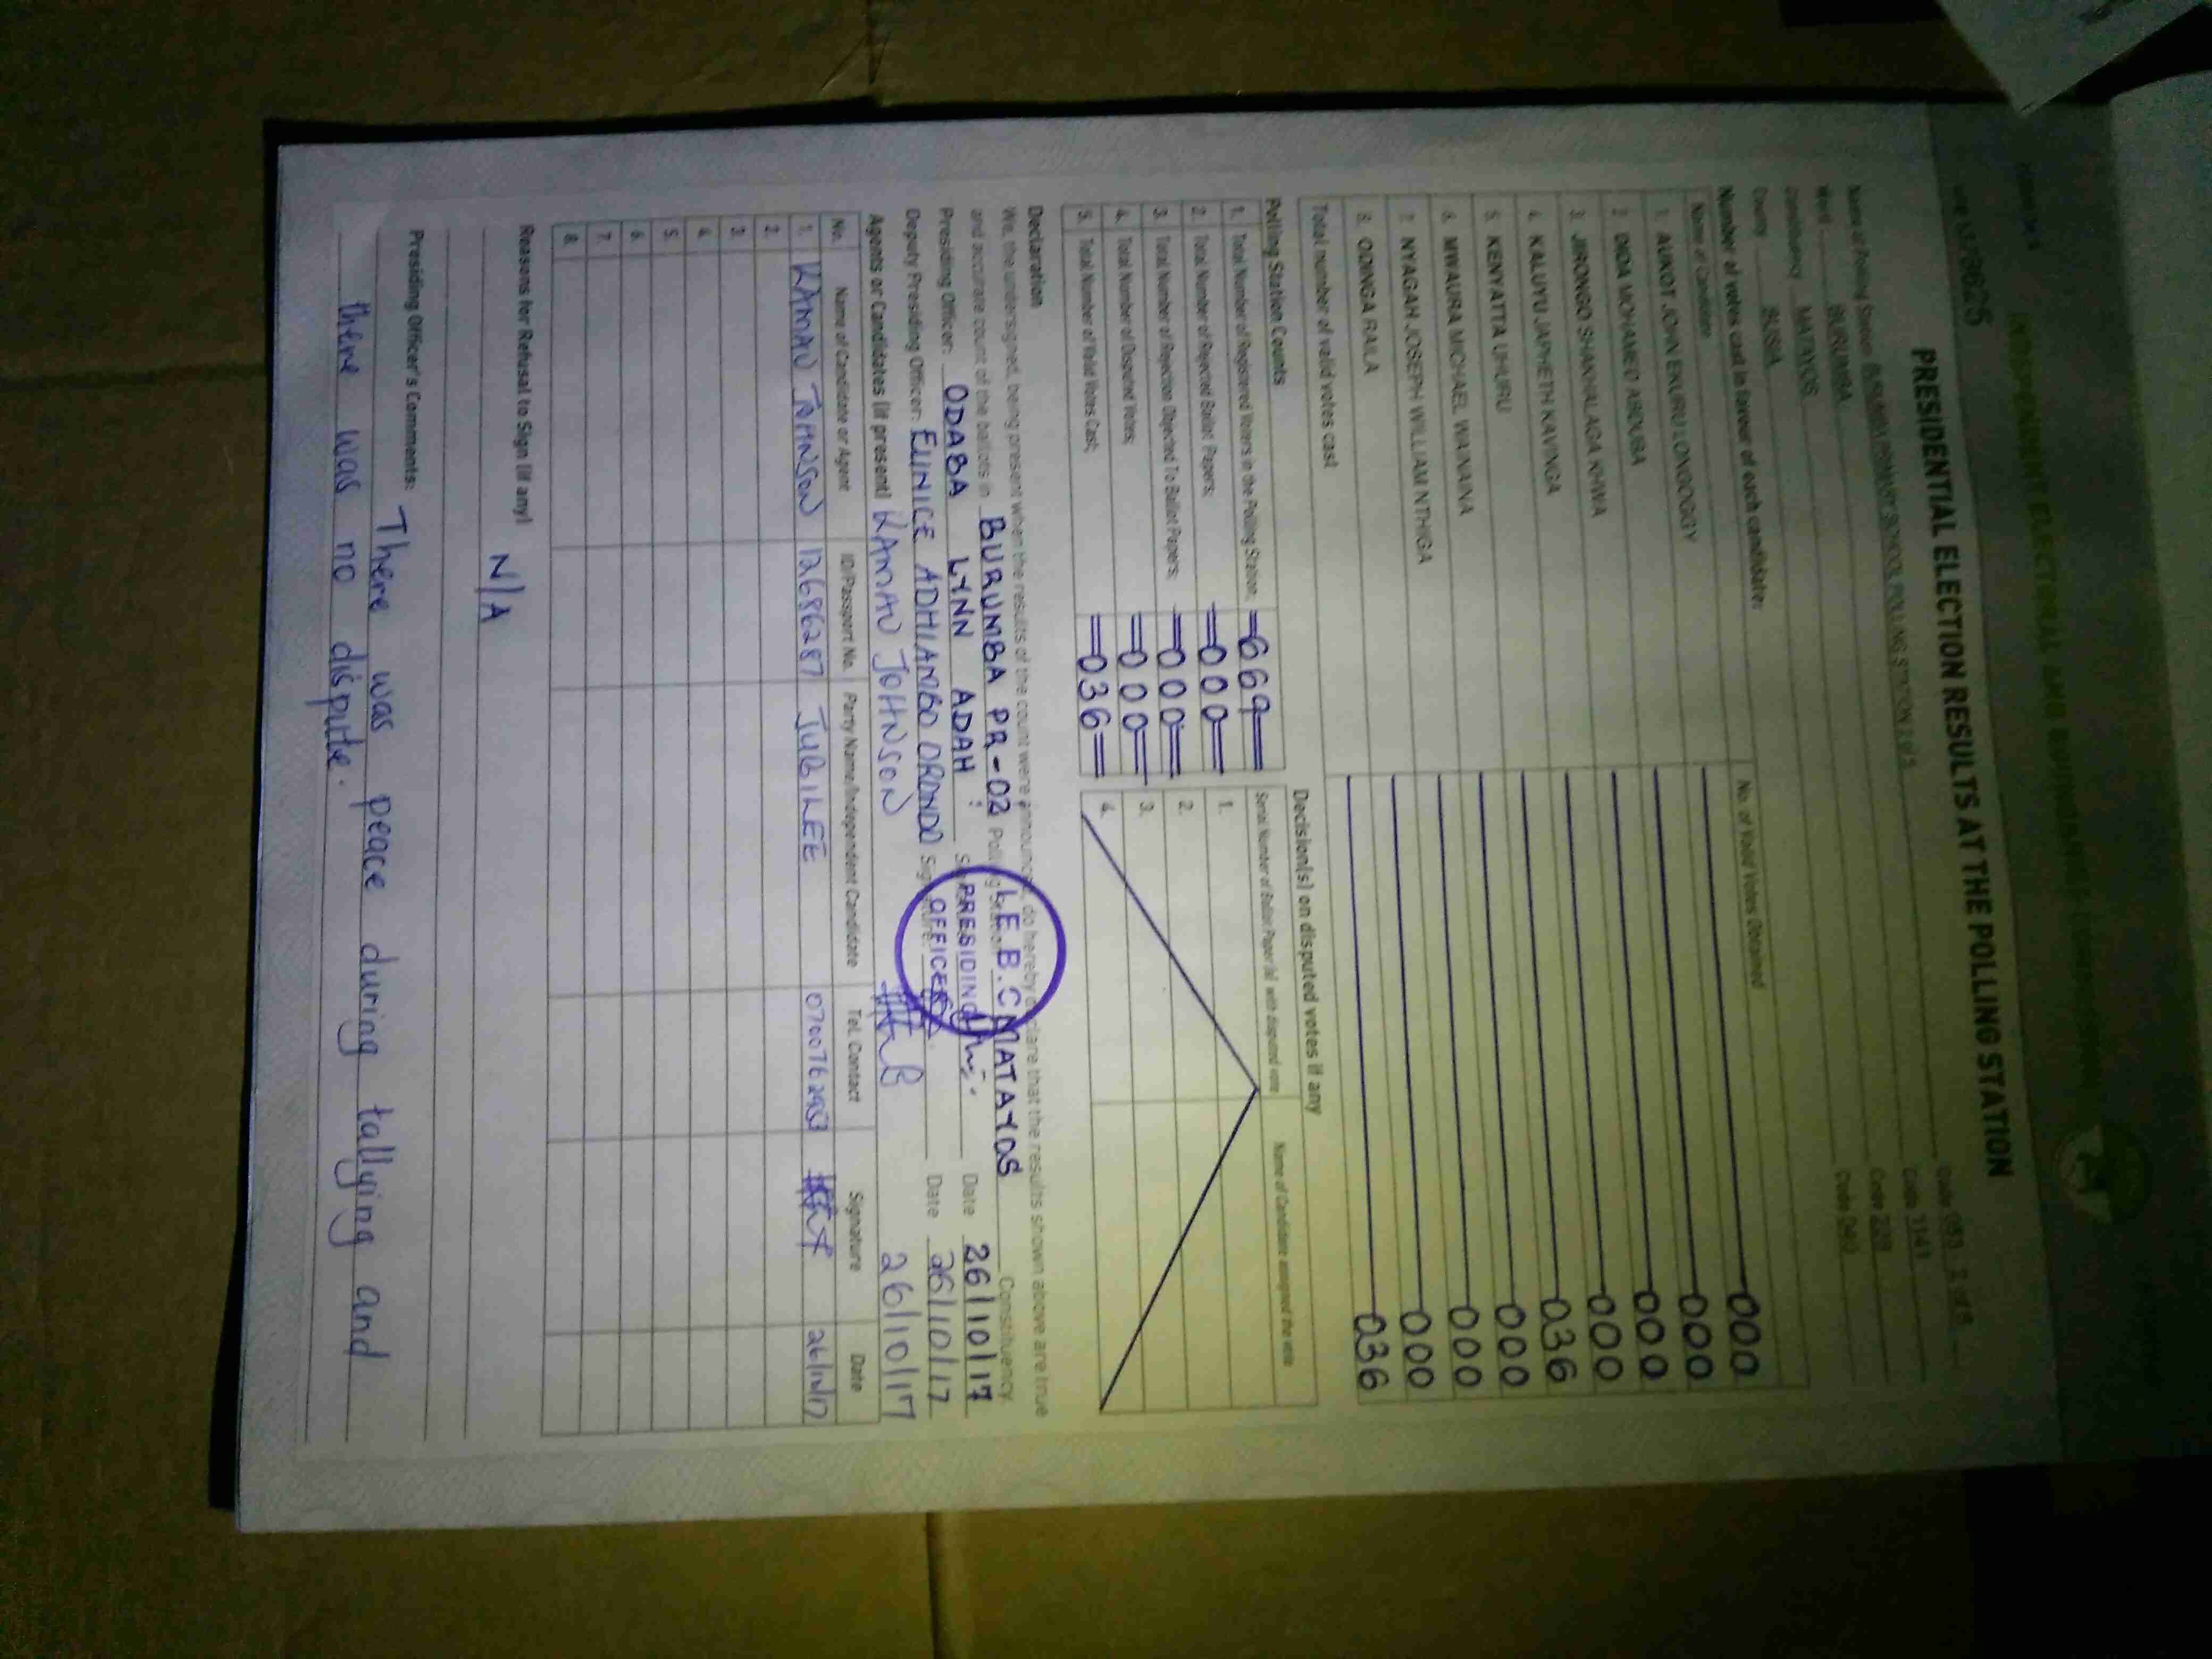 INDEPENDENT ELECTORAL AND BOUNDARIES COMMISSION
PRESIDENTIAL ELECTION RESULTS AT THE POLLING STATION
Name of Polling Station PRIMARY SCHOOL POLLING STATION 2 of 5 Code 2 of 5
Ward BURUMBA Code 1141
Constituency MATAYOS Code
County BUSIA Code 040
Number of votes cast in favour of each candidate:
Name of Candidate No. of Valid Votes Obtained
1. AUKOT JOHN EKURU LONGOGGY 000
2. DIDA MOHAMED ABDUBA 000
3. JIRONGO SHAKHALAGA KHWA 000
4. KALUYU JAPHETH KAVINGA 000
5. KENYATTA UHURU 036
6. MWAURA MICHAEL WAINAINA 000
7. NYAGAH JOSEPH WILLIAM NTHIGA 000
8. ODINGA RAILA 000
Total number of valid votes cast 036
Polling Station Counts
1. Total Number of Registered Voters in the Polling Station; 669
2. Total Number of Rejected Ballot Papers; 000
3. Total Number of Rejection Objected To Ballot Papers; 000
4. Total Number of Disputed Votes; 000
5. Total Number of Valid Votes Cast; 036
Decision(s) on disputed votes if any
Serial Number of Ballot Paper (s) with disputed vote Name of Candidate assigned the vote
1.
2.
3.
4.
Declaration
We, the undersigned, being present when the results of the count were announced, do hereby declare that the results shown above are true
and accurate count of the ballots in BURUMBA PR-02 Polling Station MATAYOS Constituency
Presiding Officer: ODABA LYNN ADAH Date 26/10/17
Deputy Presiding Officer: EUNICE ADHIAMBO ORONDO Signature: Date 26/10/17
I.E.B.C
PRESIDING
OFFICER
Agents or Candidates (if present) KAMAU JOHNSON 26/10/17
No. Name of Candidate or Agent ID/Passport No. Party Name/Independent Candidate Tel. Contact Signature Date
1. KAMAU JOHNSON 12686287 JUBILEE 26/10/17
2.
3.
4.
5.
6.
7.
8.
Reasons for Refusal to Sign (if any)
N/A
Presiding Officer's Comments: There was peace during tallying and
there was no dispute.